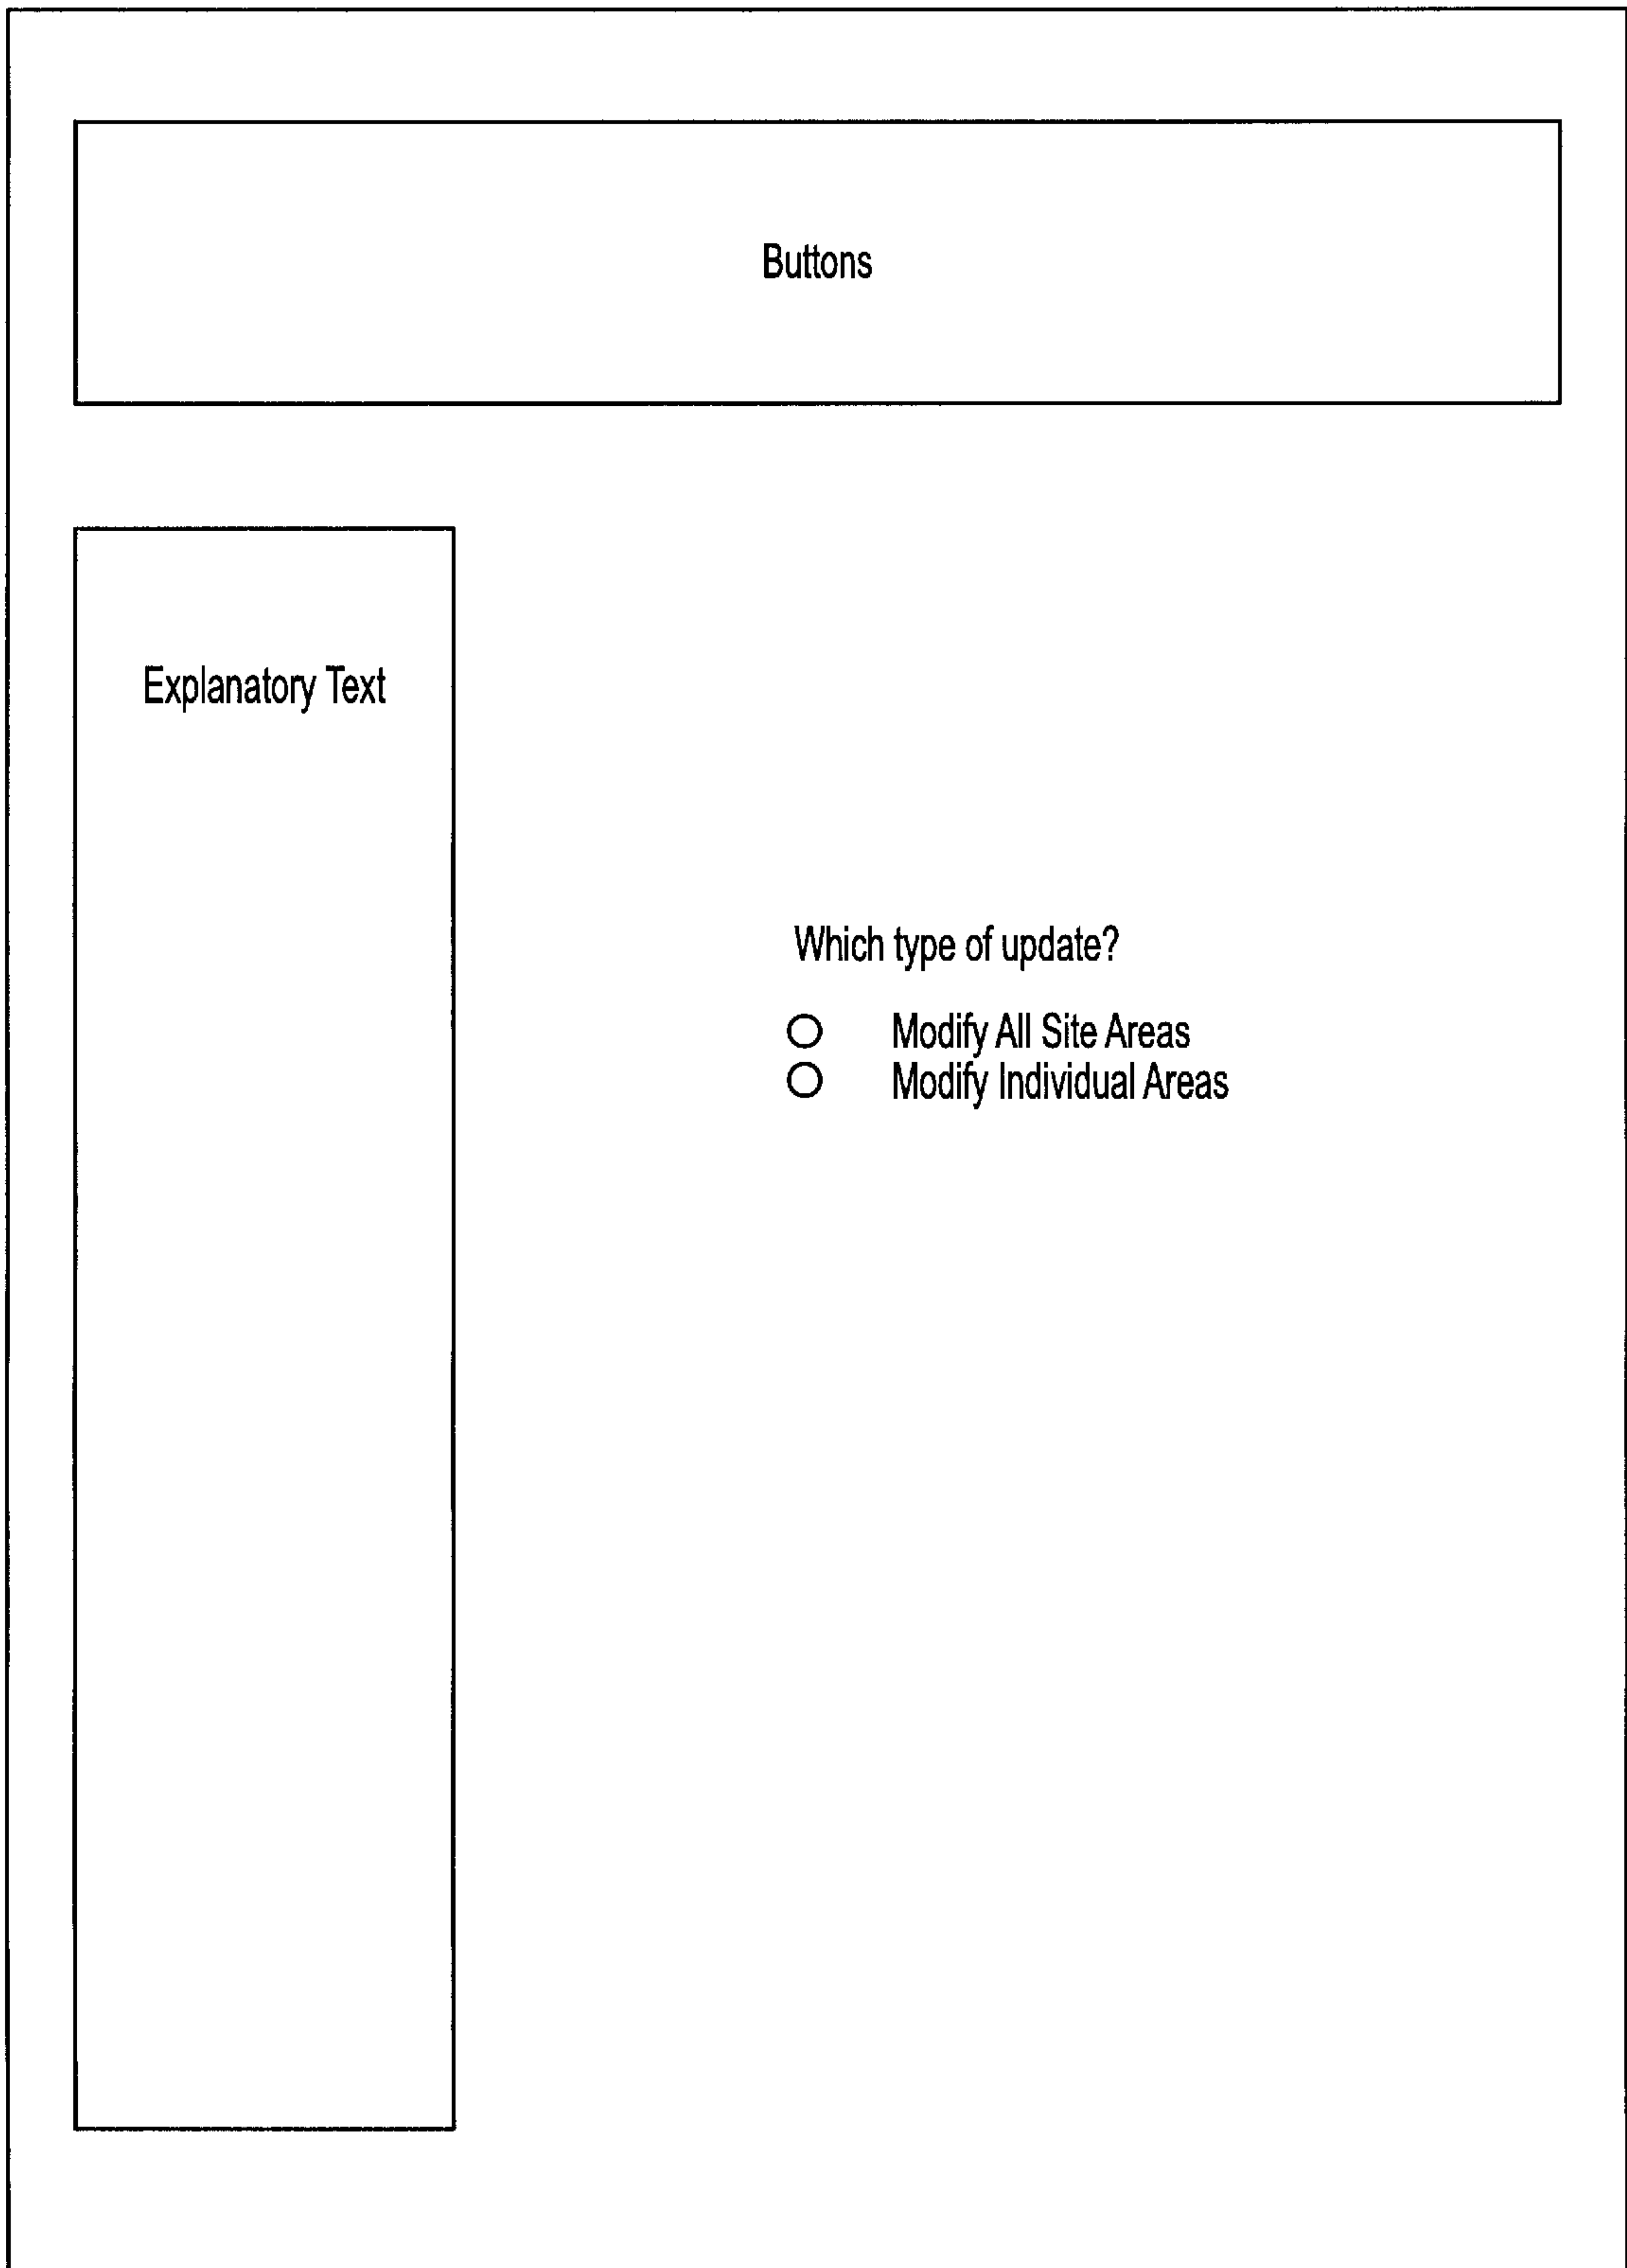 Buttons
Explanatory Text
Which type of update?
Modify All Site Areas
Modify Individual Areas